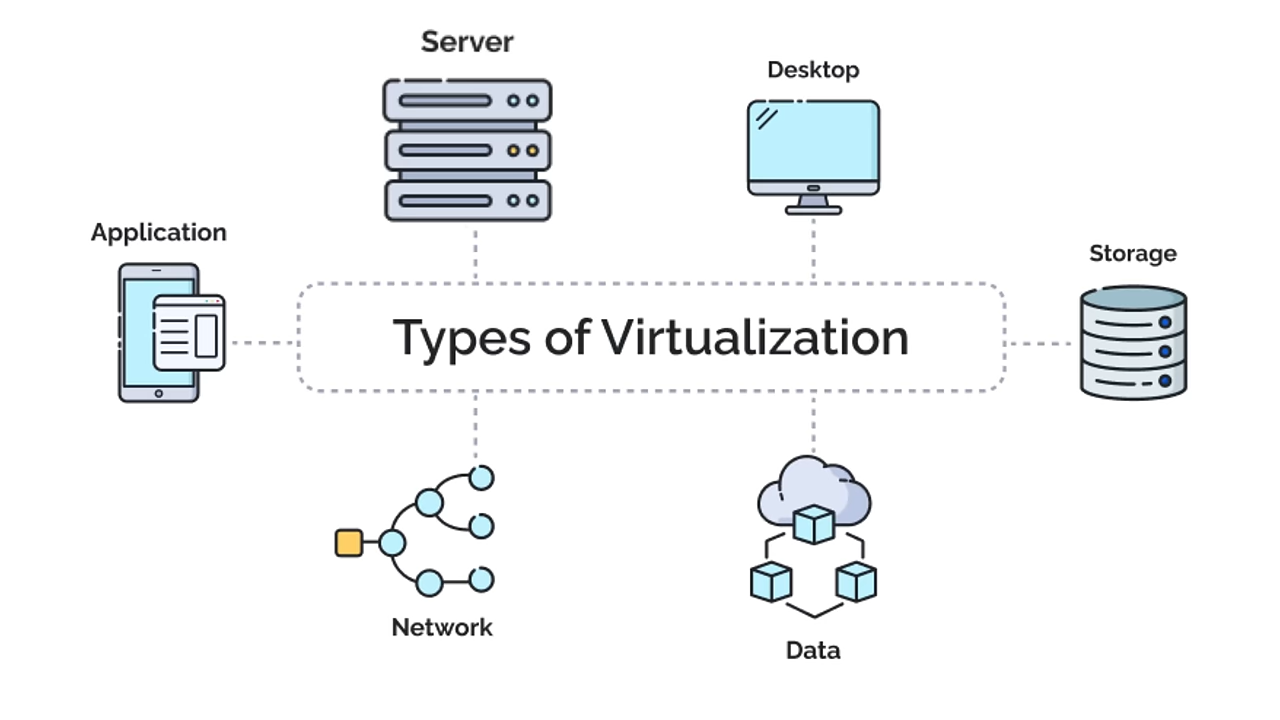 Server
Desktop
Application
Storage
Types of Virtualization
Network
Data